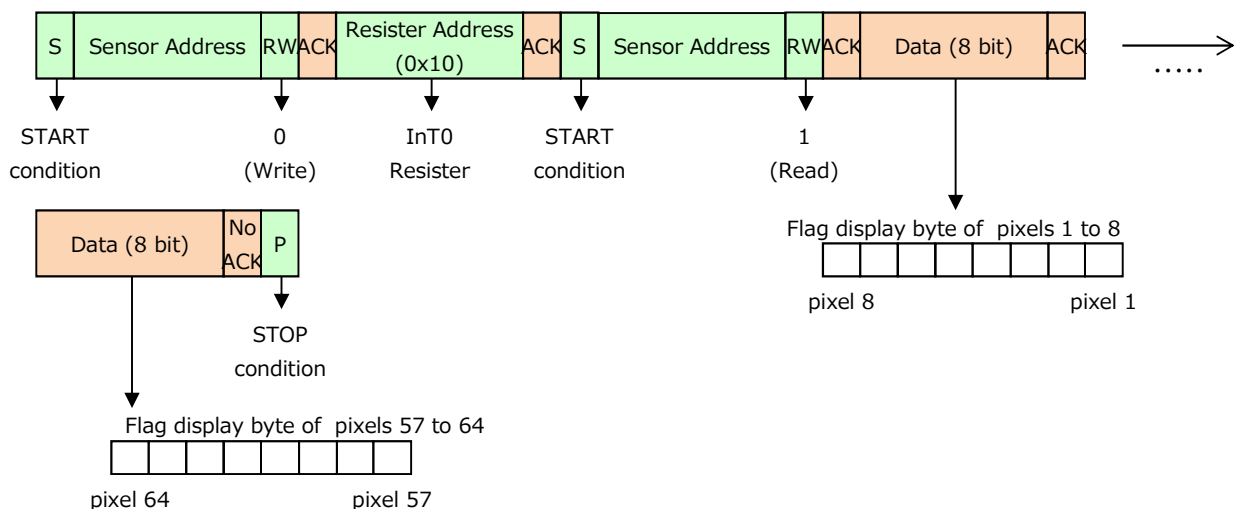 S Sensor Address RW ACK Resister Address (0x10) ACK S Sensor Address RW ACK Data (8 bit) ACK
.....
START condition
0 (Write)
InT0 Resister
START condition
1 (Read)
Flag display byte of pixels 1 to 8
pixel 8 pixel 1
Data (8 bit) No ACK P
STOP condition
Flag display byte of pixels 57 to 64
pixel 64 pixel 57